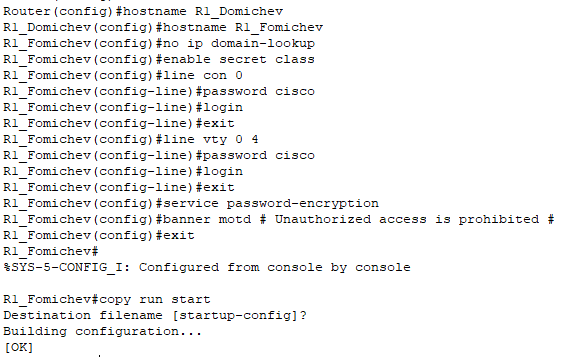 Router(config)#hostname R1_Domichev
R1_Domichev(config)#hostname R1_Fomichev
R1_Fomichev(config)#no ip domain-lookup
R1_Fomichev(config)#enable secret class
R1_Fomichev(config)#line con 0
R1_Fomichev(config-line)#password cisco
R1_Fomichev(config-line)#login
R1_Fomichev(config-line)#exit
R1_Fomichev(config)#line vty 0 4
R1_Fomichev(config-line)#password cisco
R1_Fomichev(config-line)#login
R1_Fomichev(config-line)#exit
R1_Fomichev(config)#service password-encryption
R1_Fomichev(config)#banner motd # Unauthorized access is prohibited #
R1_Fomichev(config)#exit
R1_Fomichev#
%SYS-5-CONFIG_I: Configured from console by console
R1_Fomichev#copy run start
Destination filename [startup-config]?
Building configuration...
[OK]